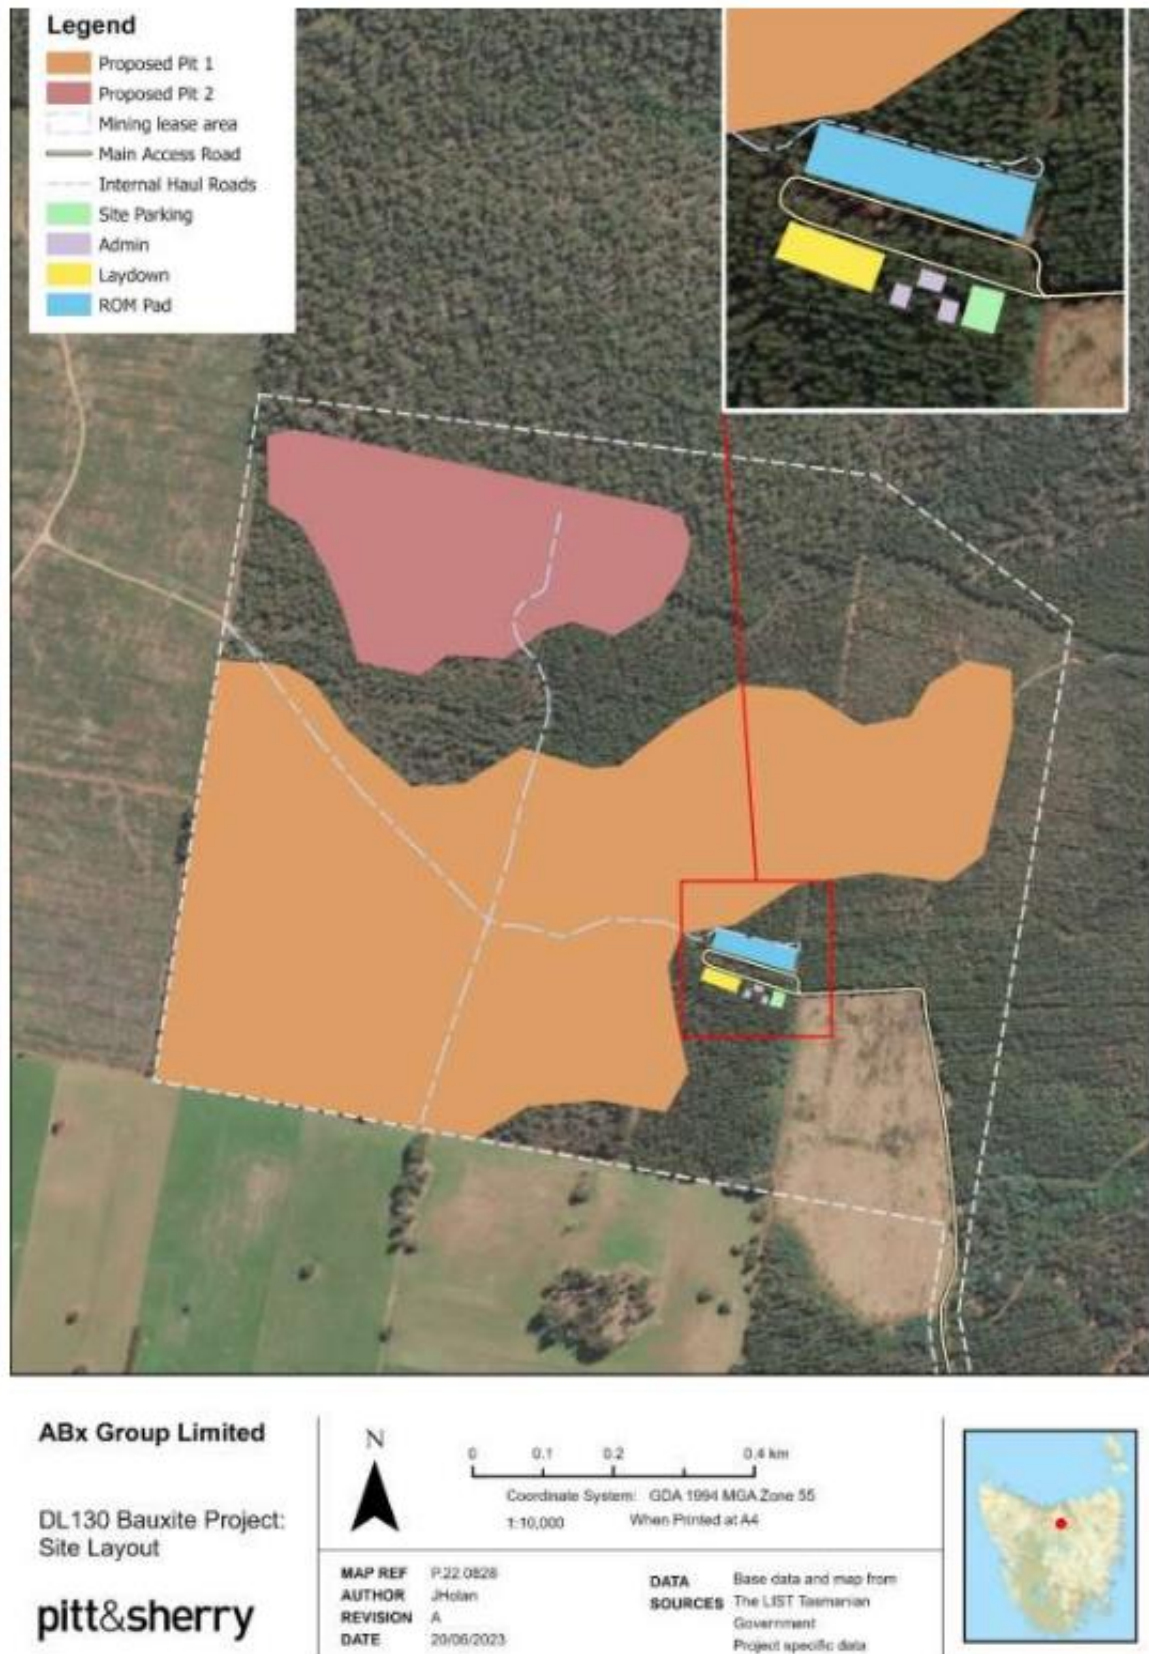 Legend
Proposed Pit 1
Proposed Pit 2
Mining lease area
Main Access Road
Internal Haul Roads
Site Parking
Admin
Laydown
ROM Pad
ABx Group Limited
DL130 Bauxite Project:
Site Layout
pitt&sherry
N
0 0.1 0.2 0.4 km
Coordinate System: GDA 1994 MGA Zone 55
1:10,000 When Printed at A4
MAP REF P.22.0828
AUTHOR JHolan
REVISION A
DATE 20/06/2023
DATA SOURCES Base data and map from
The LIST Tasmanian
Government
Project specific data